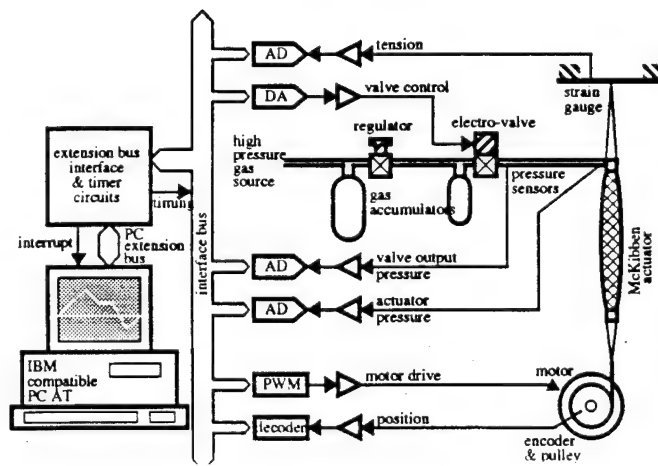 AD
tension
strain
gauge
DA
valve control
electro-valve
regulator
high
pressure
gas
source
pressure
sensors
gas
accumulators
extension bus
interface
& timer
circuits
timing
interrupt
PC
extension
bus
interface bus
AD
valve output
pressure
AD
actuator
pressure
McKibben
actuator
IBM
compatible
PC AT
PWM
motor drive
motor
decoder
position
encoder
& pulley